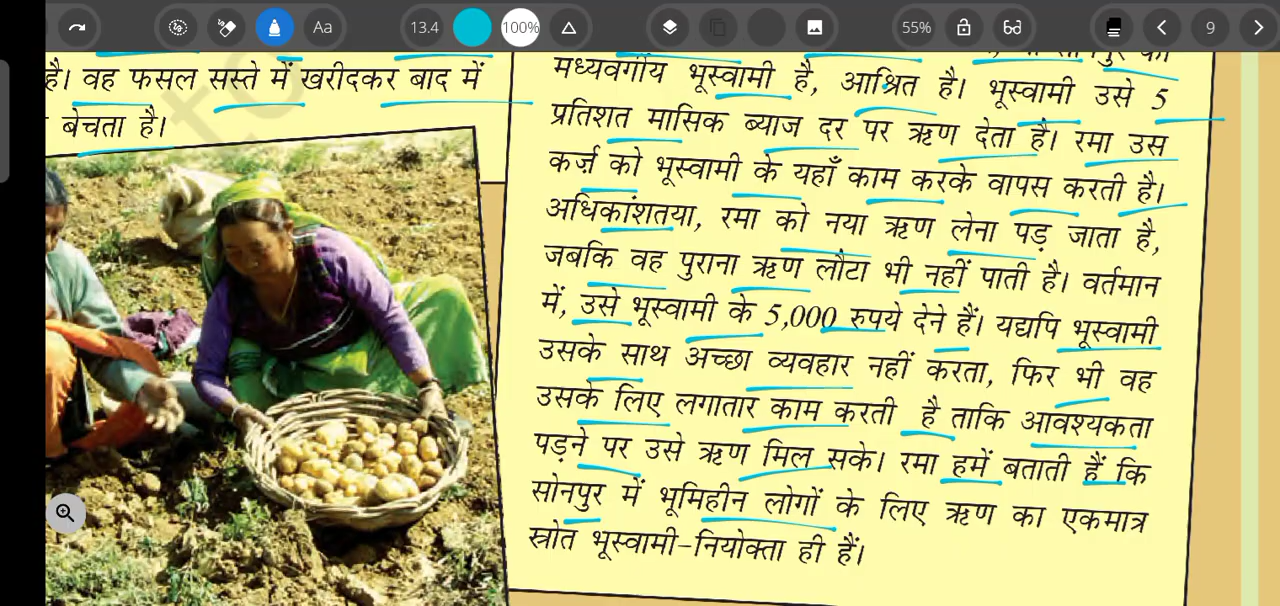 Aa
13.4
100%
55%
9
है। वह फसल सस्ते में खरीदकर बाद में
बेचता है।
मध्यवर्गीय भूस्वामी है, आश्रित है। भूस्वामी उसे 5
प्रतिशत मासिक ब्याज दर पर ऋण देता है। रमा उस
कर्ज़ को भूस्वामी के यहाँ काम करके वापस करती है।
अधिकांशतया, रमा को नया ऋण लेना पड़ जाता है,
जबकि वह पुराना ऋण लौटा भी नहीं पाती है। वर्तमान
में, उसे भूस्वामी के 5,000 रुपये देने हैं। यद्यपि भूस्वामी
उसके साथ अच्छा व्यवहार नहीं करता, फिर भी वह
उसके लिए लगातार काम करती है ताकि आवश्यकता
पड़ने पर उसे ऋण मिल सके। रमा हमें बताती हैं कि
सोनपुर में भूमिहीन लोगों के लिए ऋण का एकमात्र
स्रोत भूस्वामी-नियोक्ता ही हैं।